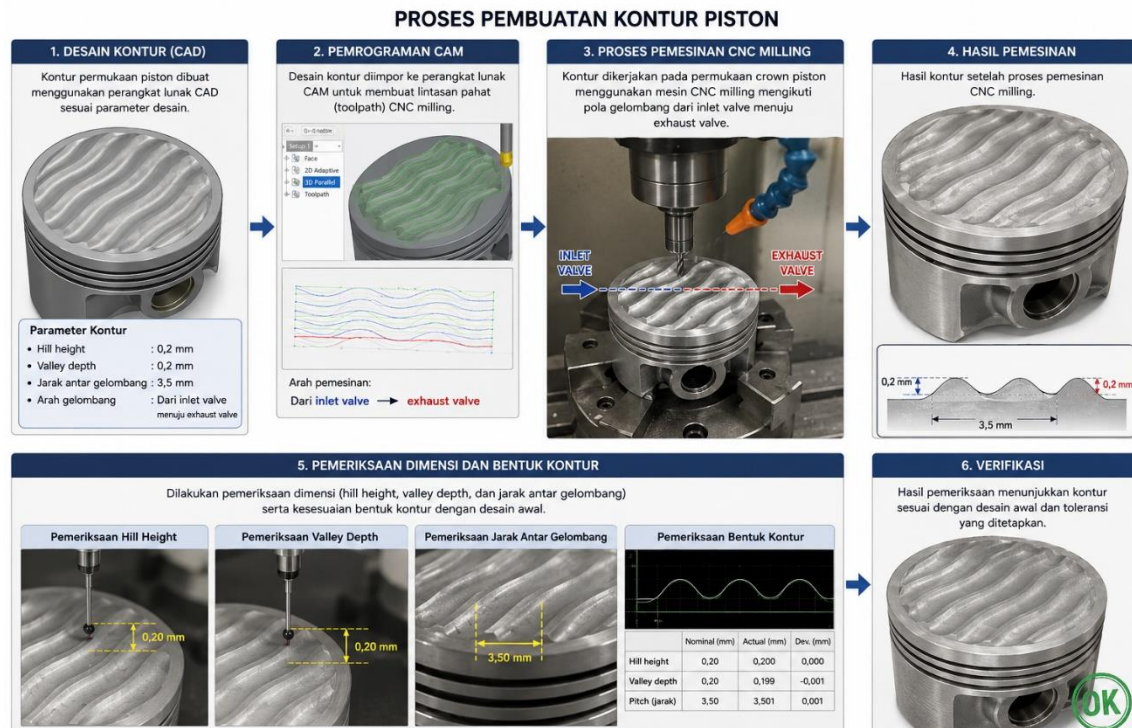 PROSES PEMBUATAN KONTUR PISTON
1. DESAIN KONTUR (CAD)
Kontur permukaan piston dibuat
menggunakan perangkat lunak CAD
sesuai parameter desain.
Parameter Kontur
• Hill height : 0,2 mm
• Valley depth : 0,2 mm
• Jarak antar gelombang : 3,5 mm
• Arah gelombang : Dari inlet valve
menuju exhaust valve
2. PEMROGRAMAN CAM
Desain kontur diimpor ke perangkat lunak
CAM untuk membuat lintasan pahat
(toolpath) CNC milling.
Setup 1
Face
2D Adaptive
3D Parallel
Toolpath
Arah pemesinan:
Dari inlet valve → exhaust valve
3. PROSES PEMESINAN CNC MILLING
Kontur dikerjakan pada permukaan crown piston
menggunakan mesin CNC milling mengikuti
pola gelombang dari inlet valve menuju
exhaust valve.
INLET
VALVE
EXHAUST
VALVE
4. HASIL PEMESINAN
Hasil kontur setelah proses pemesinan
CNC milling.
0,2 mm
0,2 mm
3,5 mm
5. PEMERIKSAAN DIMENSI DAN BENTUK KONTUR
Dilakukan pemeriksaan dimensi (hill height, valley depth, dan jarak antar gelombang)
serta kesesuaian bentuk kontur dengan desain awal.
Pemeriksaan Hill Height
0,20 mm
Pemeriksaan Valley Depth
0,20 mm
Pemeriksaan Jarak Antar Gelombang
3,50 mm
Pemeriksaan Bentuk Kontur
Nominal (mm) Actual (mm) Dev. (mm)
Hill height 0,20 0,200 0,000
Valley depth 0,20 0,199 -0,001
Pitch (jarak) 3,50 3,501 0,001
6. VERIFIKASI
Hasil pemeriksaan menunjukkan kontur
sesuai dengan desain awal dan toleransi
yang ditetapkan.
OK